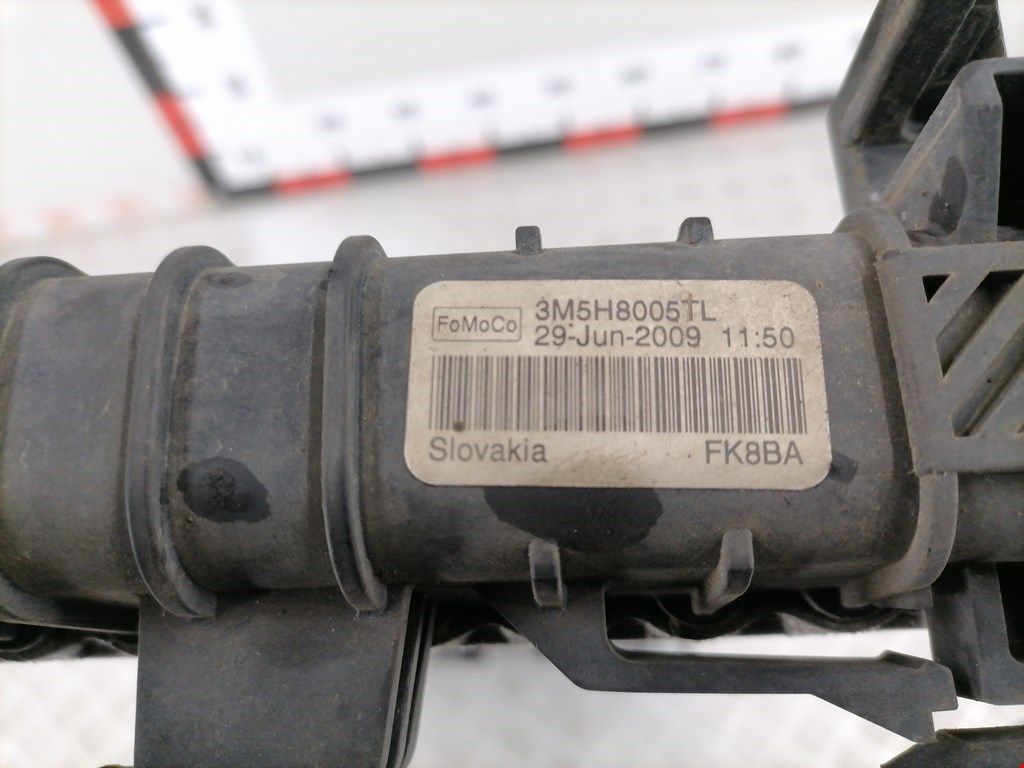 FoMoCo
3M5H8005TL
29-Jun-2009 11:50
Slovakia FK8BA